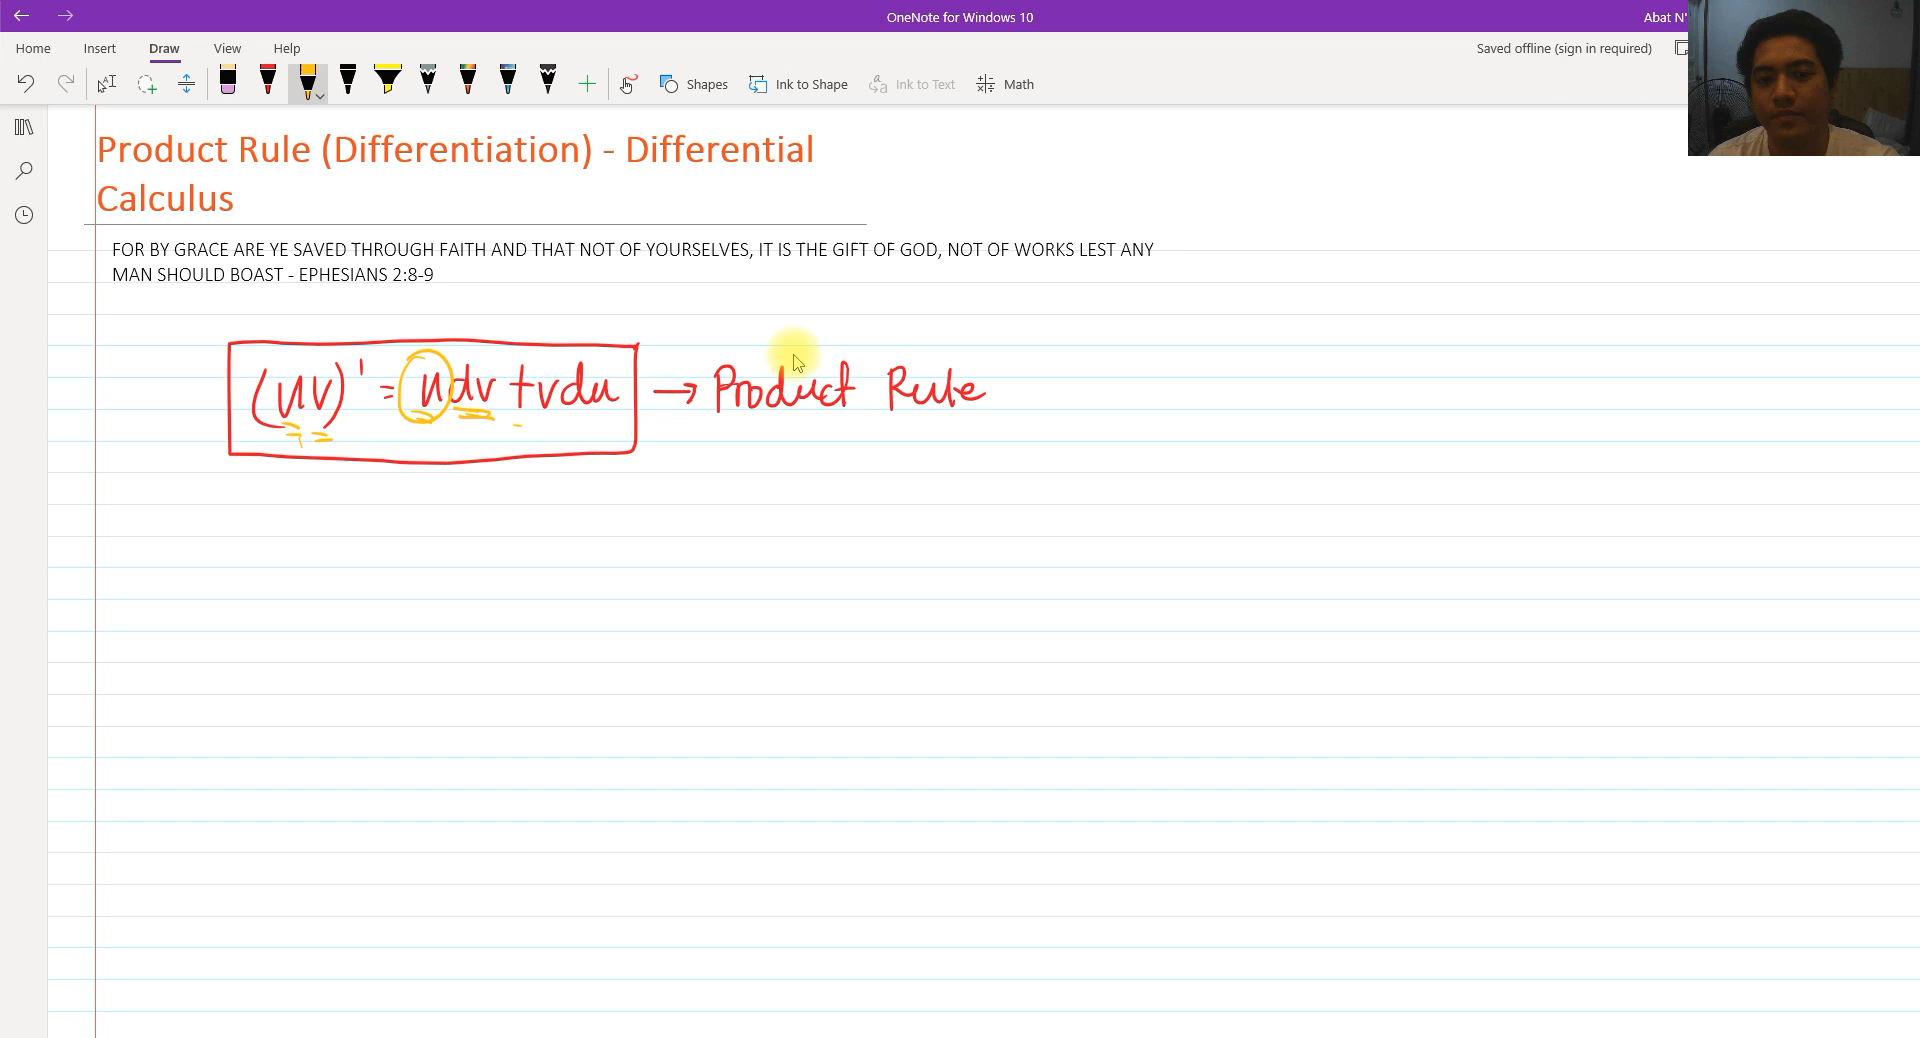 OneNote for Windows 10
Abat N'
Home Insert Draw View Help
Saved offline (sign in required)
Shapes Ink to Shape Ink to Text Math
Product Rule (Differentiation) - Differential
Calculus
FOR BY GRACE ARE YE SAVED THROUGH FAITH AND THAT NOT OF YOURSELVES, IT IS THE GIFT OF GOD, NOT OF WORKS LEST ANY
MAN SHOULD BOAST - EPHESIANS 2:8-9
(uv)' = udv + vdu → Product Rule